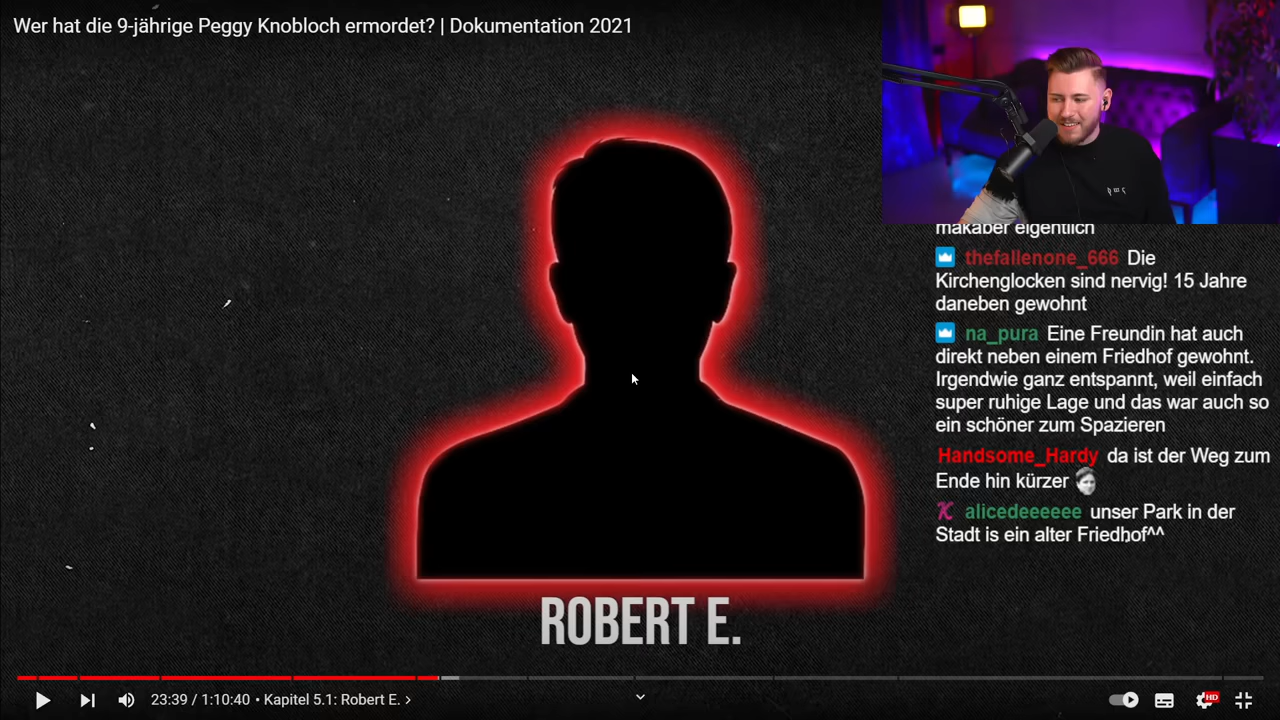 Wer hat die 9-jährige Peggy Knobloch ermordet? | Dokumentation 2021
makaber eigentlich
thefallenone_666 Die
Kirchenglocken sind nervig! 15 Jahre
daneben gewohnt
na_pura Eine Freundin hat auch
direkt neben einem Friedhof gewohnt.
Irgendwie ganz entspannt, weil einfach
super ruhige Lage und das war auch so
ein schöner zum Spazieren
Handsome_Hardy da ist der Weg zum
Ende hin kürzer
alicedeeeeee unser Park in der
Stadt is ein alter Friedhof^^
ROBERT E.
23:39 / 1:10:40 • Kapitel 5.1: Robert E. >
HD